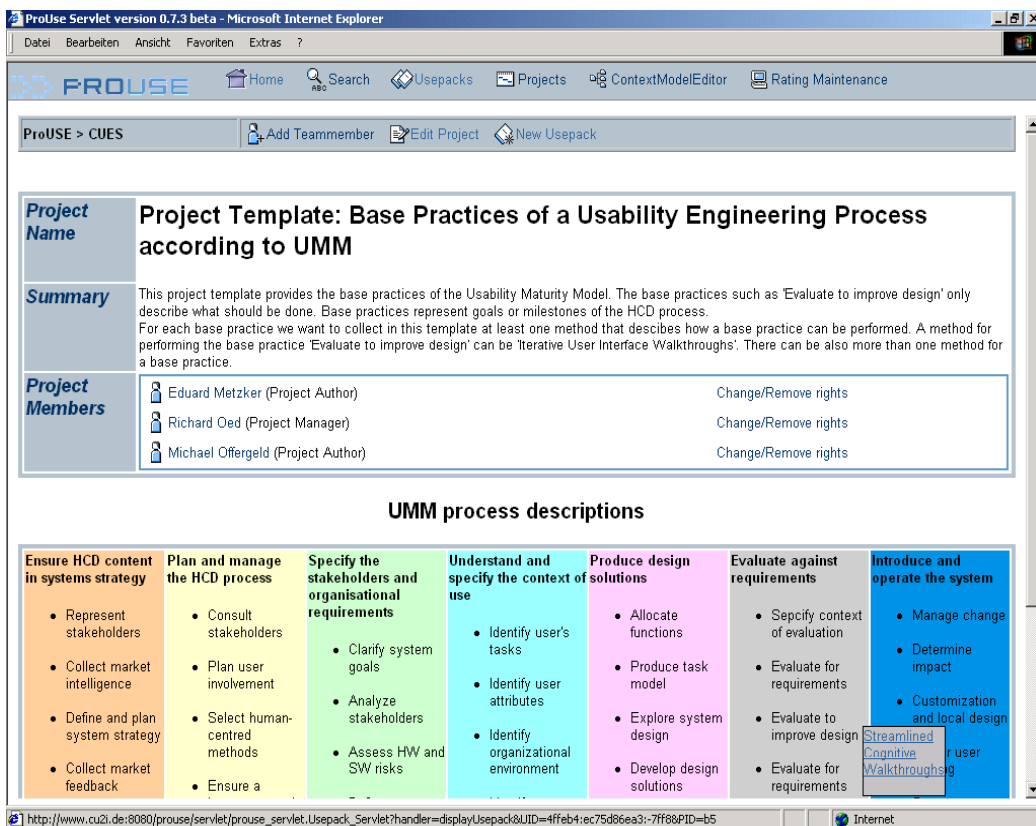 ProUse Servlet version 0.7.3 beta - Microsoft Internet Explorer
Datei Bearbeiten Ansicht Favoriten Extras ?
PROUSE Home ABC Search Usepacks Projects ContextModelEditor Rating Maintenance
ProUSE > CUES Add Teammember Edit Project New Usepack
Project
Name
Project Template: Base Practices of a Usability Engineering Process
according to UMM
Summary
This project template provides the base practices of the Usability Maturity Model. The base practices such as 'Evaluate to improve design' only
describe what should be done. Base practices represent goals or milestones of the HCD process.
For each base practice we want to collect in this template at least one method that descibes how a base practice can be performed. A method for
performing the base practice 'Evaluate to improve design' can be 'Iterative User Interface Walkthroughs'. There can be also more than one method for
a base practice.
Project
Members
Eduard Metzker (Project Author) Change/Remove rights
Richard Oed (Project Manager) Change/Remove rights
Michael Offergeld (Project Author) Change/Remove rights
UMM process descriptions
Ensure HCD content
in systems strategy
• Represent
stakeholders
• Collect market
intelligence
• Define and plan
system strategy
• Collect market
feedback
Plan and manage
the HCD process
• Consult
stakeholders
• Plan user
involvement
• Select human-
centred
methods
• Ensure a
Specify the
stakeholders and
organisational
requirements
• Clarify system
goals
• Analyze
stakeholders
• Assess HW and
SW risks
Understand and
specify the context of
use
• Identify user's
tasks
• Identify user
attributes
• Identify
organizational
environment
Produce design
solutions
• Allocate
functions
• Produce task
model
• Explore system
design
• Develop design
solutions
Evaluate against
requirements
• Sepcify context
of evaluation
• Evaluate for
requirements
• Evaluate to
improve design
• Evaluate for
requirements
Introduce and
operate the system
• Manage change
• Determine
impact
• Customization
and local design
user
Streamlined
Cognitive
Walkthroughs
http://www.cu2i.de:8080/prouse/servlet/prouse_servlet.Usepack_Servlet?handler=displayUsepack&UID=4ffeb4:ec75d86ea3:-7ff8&PID=b5 Internet